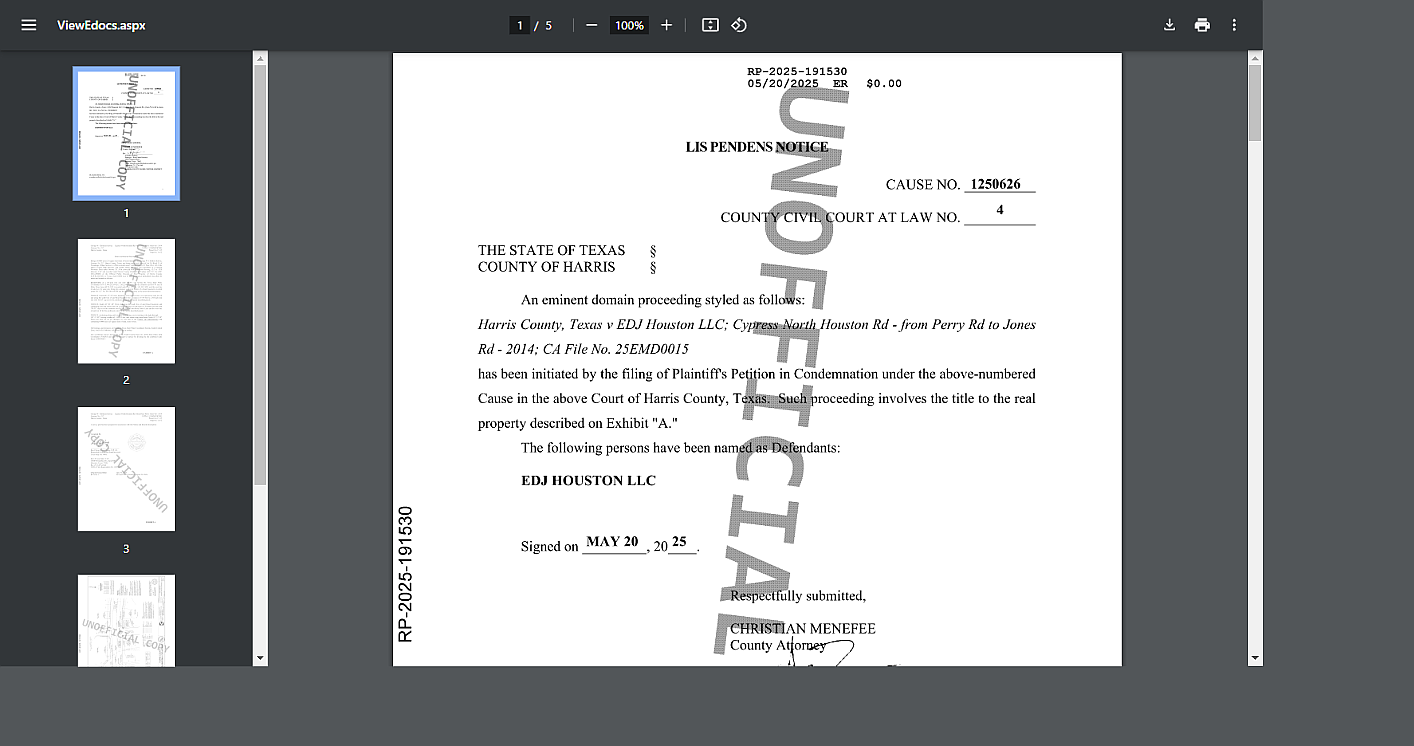 ViewEdocs.aspx
1 / 5
100%
1
2
3
UNOFFICIAL COPY
RP-2025-191530
05/20/2025 ER $0.00
LIS PENDENS NOTICE
CAUSE NO. 1250626
COUNTY CIVIL COURT AT LAW NO. 4
THE STATE OF TEXAS §
COUNTY OF HARRIS §
An eminent domain proceeding styled as follows:
Harris County, Texas v EDJ Houston LLC; Cypress North Houston Rd - from Perry Rd to Jones
Rd - 2014; CA File No. 25EMD0015
has been initiated by the filing of Plaintiff's Petition in Condemnation under the above-numbered
Cause in the above Court of Harris County, Texas. Such proceeding involves the title to the real
property described on Exhibit "A."
The following persons have been named as Defendants:
EDJ HOUSTON LLC
Signed on MAY 20, 2025.
Respectfully submitted,
CHRISTIAN MENEFEE
County Attorney
RP-2025-191530
UNOFFICIAL